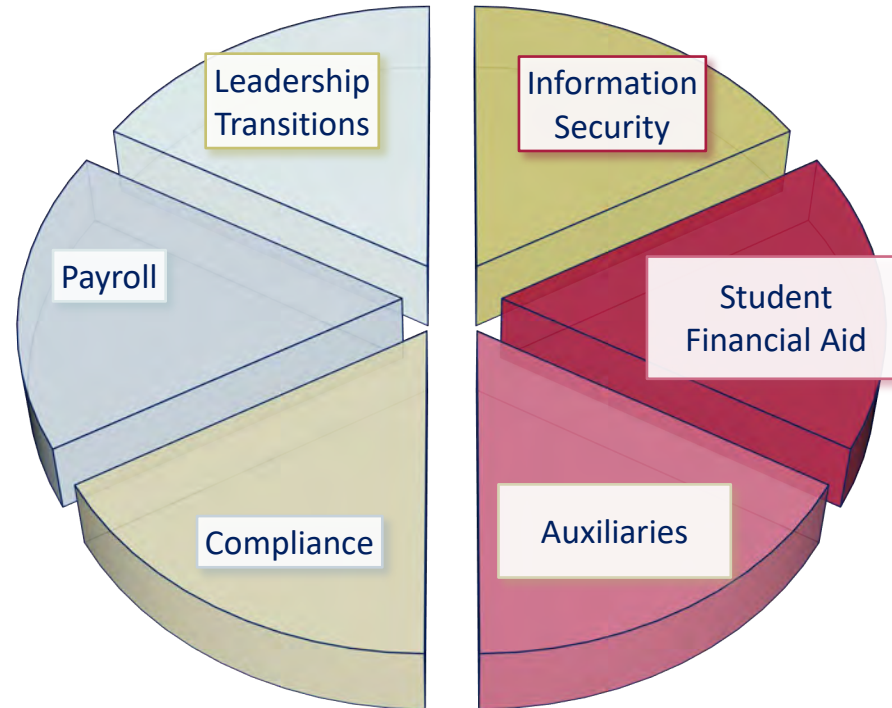 Leadership
Transitions
Information
Security
Payroll
Student
Financial Aid
Compliance
Auxiliaries